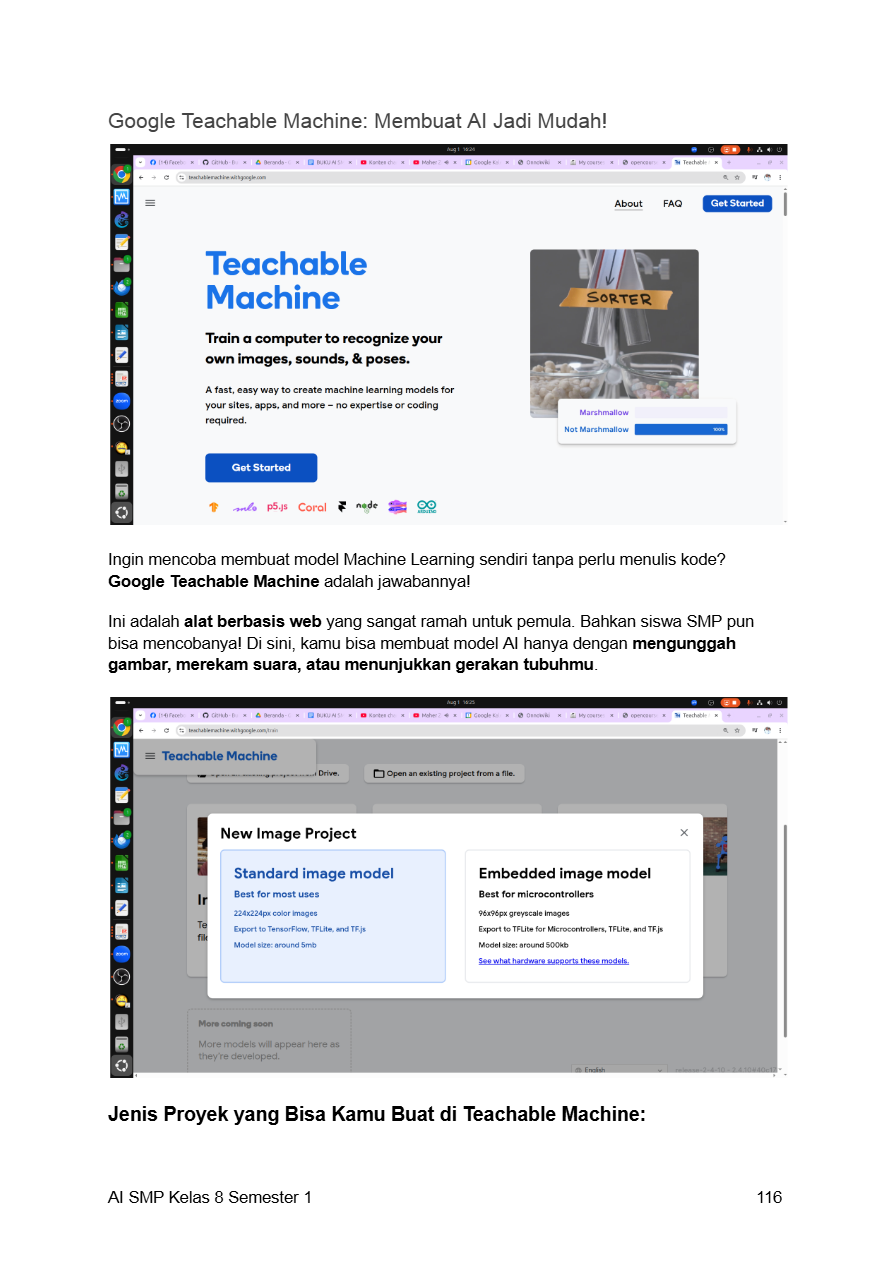 Google Teachable Machine: Membuat AI Jadi Mudah!
Aug 1 16:24
teachablemachine.withgoogle.com
About FAQ Get Started
Teachable
Machine
SORTER
Train a computer to recognize your
own images, sounds, & poses.
A fast, easy way to create machine learning models for
your sites, apps, and more – no expertise or coding
required.
Marshmallow
Not Marshmallow 100%
Get Started
p5.js Coral node ARDUINO
Ingin mencoba membuat model Machine Learning sendiri tanpa perlu menulis kode?
Google Teachable Machine adalah jawabannya!
Ini adalah alat berbasis web yang sangat ramah untuk pemula. Bahkan siswa SMP pun
bisa mencobanya! Di sini, kamu bisa membuat model AI hanya dengan mengunggah
gambar, merekam suara, atau menunjukkan gerakan tubuhmu.
Aug 1 16:25
teachablemachine.withgoogle.com/train
Teachable Machine
Drive.
Open an existing project from a file.
New Image Project
Standard image model
Best for most uses
224x224px color images
Export to TensorFlow, TFLite, and TF.js
Model size: around 5mb
Embedded image model
Best for microcontrollers
96x96px greyscale images
Export to TFLite for Microcontrollers, TFLite, and TF.js
Model size: around 500kb
See what hardware supports these models.
More coming soon
More models will appear here as
they're developed.
English
Jenis Proyek yang Bisa Kamu Buat di Teachable Machine:
AI SMP Kelas 8 Semester 1 116